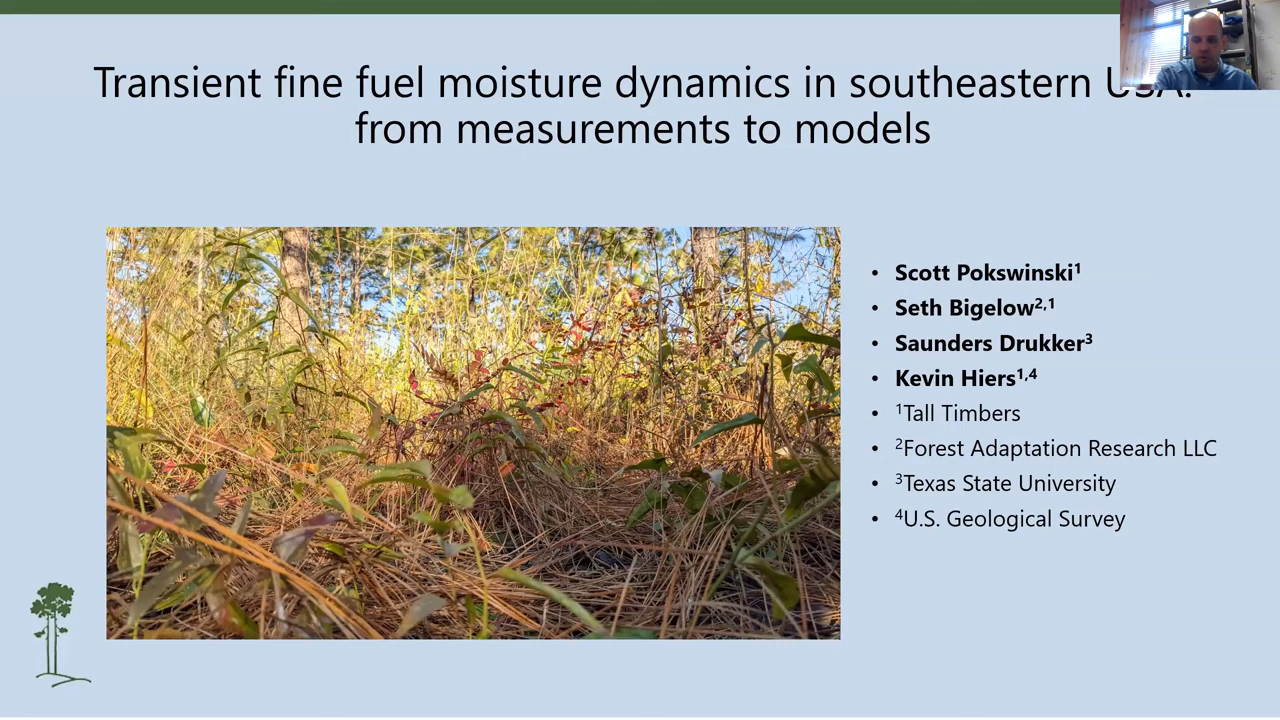 Transient fine fuel moisture dynamics in southeastern USA:
from measurements to models
• Scott Pokswinski¹
• Seth Bigelow²,¹
• Saunders Drukker³
• Kevin Hiers¹,⁴
• ¹Tall Timbers
• ²Forest Adaptation Research LLC
• ³Texas State University
• ⁴U.S. Geological Survey